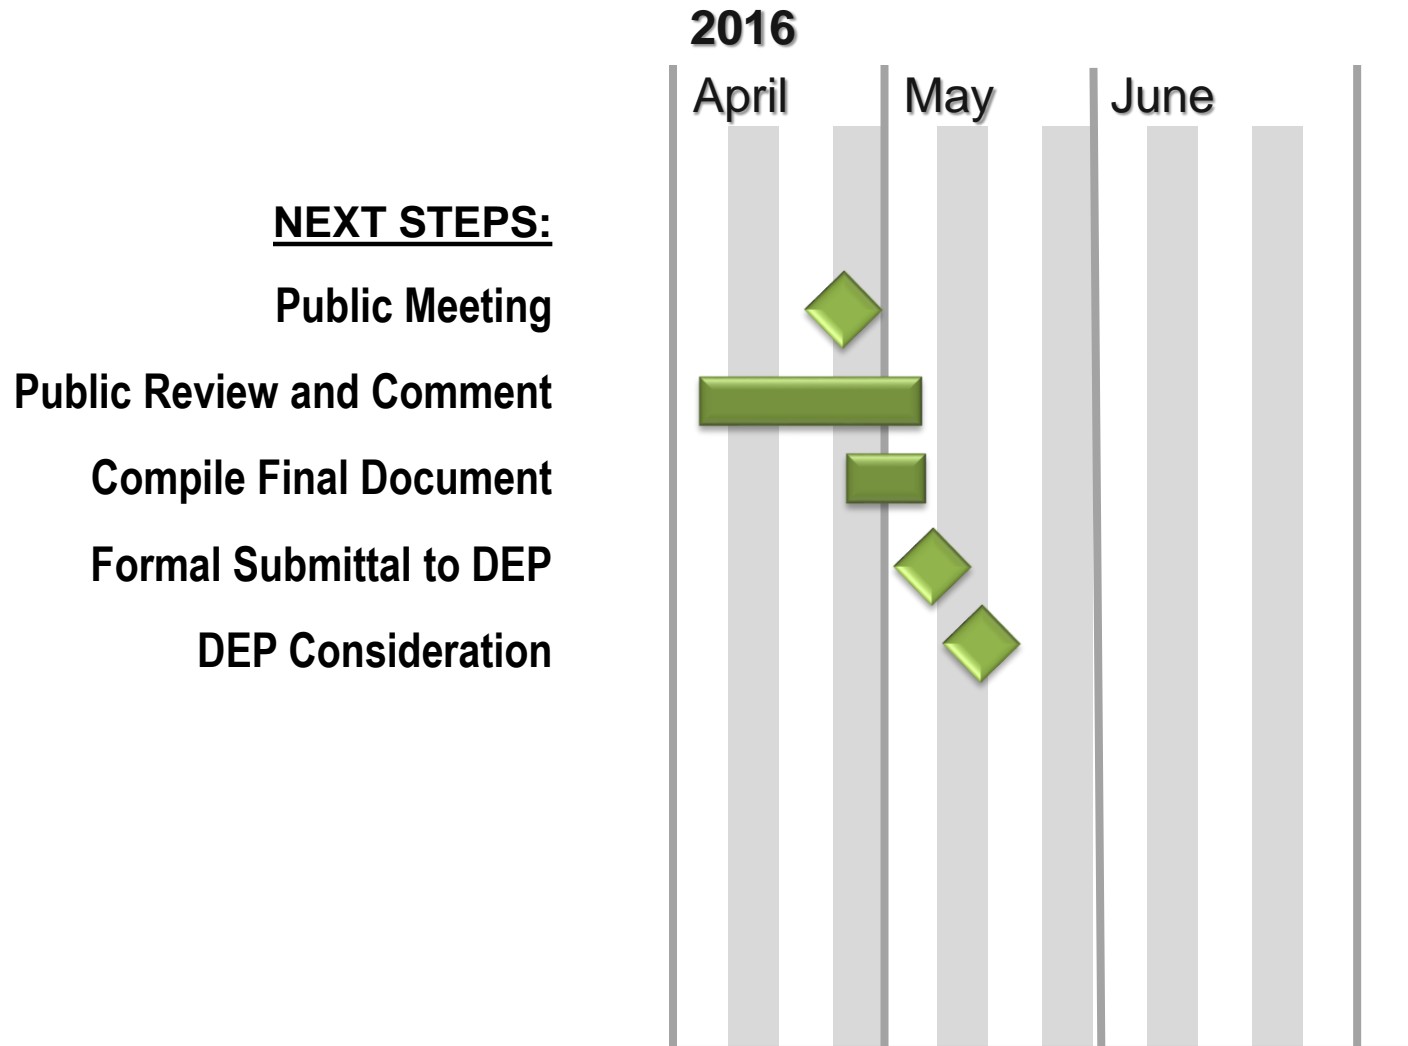 2016
April May June
NEXT STEPS:
Public Meeting
Public Review and Comment
Compile Final Document
Formal Submittal to DEP
DEP Consideration